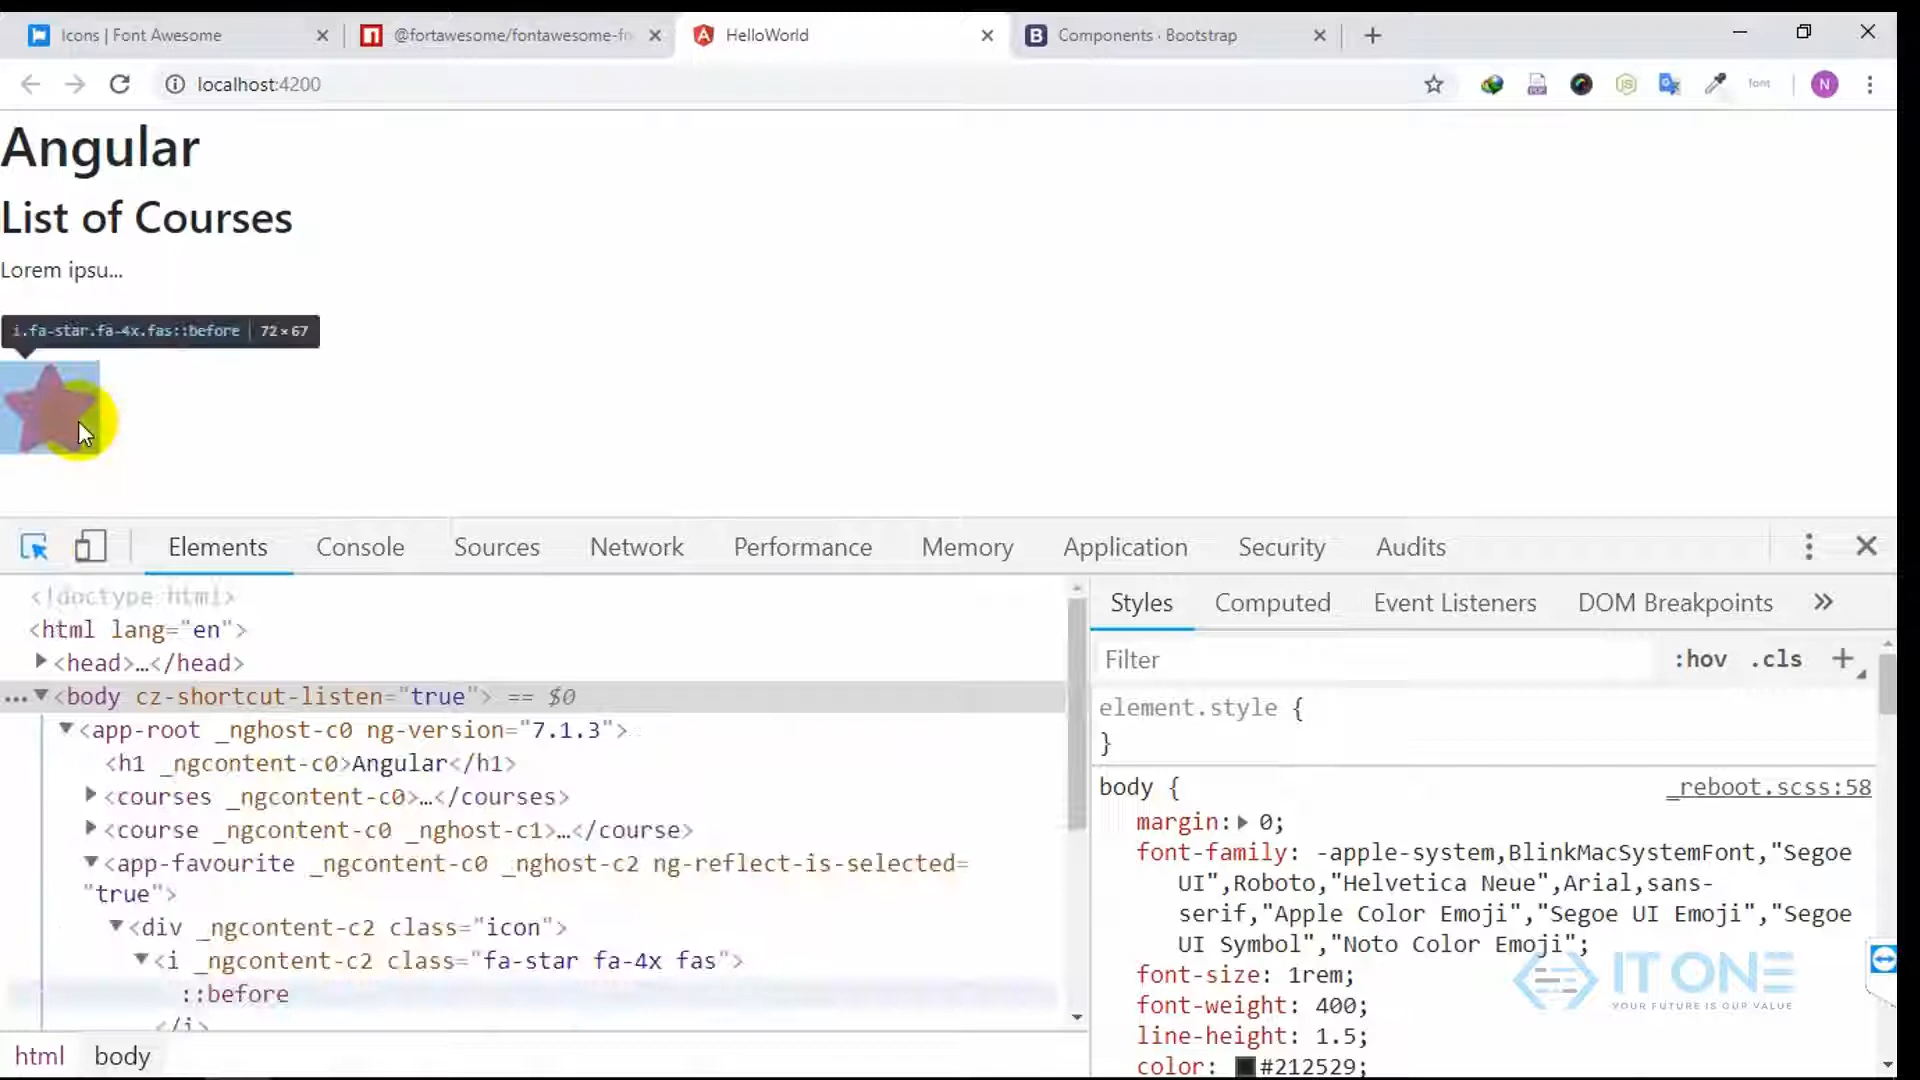 Icons | Font Awesome
@fortawesome/fontawesome-fr
HelloWorld
Components · Bootstrap
localhost:4200
font
N
Angular
List of Courses
Lorem ipsu...
i.fa-star.fa-4x.fas::before | 72×67
Elements
Console
Sources
Network
Performance
Memory
Application
Security
Audits
<!doctype html>
<html lang="en">
<head>…</head>
<body cz-shortcut-listen="true"> == $0
<app-root _nghost-c0 ng-version="7.1.3">
<h1 _ngcontent-c0>Angular</h1>
<courses _ngcontent-c0>…</courses>
<course _ngcontent-c0 _nghost-c1>…</course>
<app-favourite _ngcontent-c0 _nghost-c2 ng-reflect-is-selected=
"true">
<div _ngcontent-c2 class="icon">
<i _ngcontent-c2 class="fa-star fa-4x fas">
::before
</i>
html
body
Styles
Computed
Event Listeners
DOM Breakpoints
Filter
:hov
.cls
element.style {
}
body {
_reboot.scss:58
margin: 0;
font-family: -apple-system,BlinkMacSystemFont,"Segoe
UI",Roboto,"Helvetica Neue",Arial,sans-
serif,"Apple Color Emoji","Segoe UI Emoji","Segoe
UI Symbol","Noto Color Emoji";
font-size: 1rem;
font-weight: 400;
line-height: 1.5;
color: #212529;
IT ONE
YOUR FUTURE IS OUR VALUE